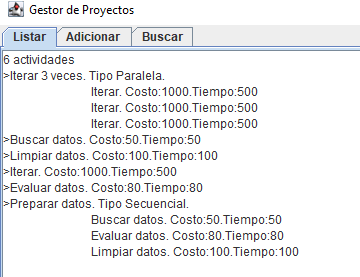 Gestor de Proyectos
Listar Adicionar Buscar
6 actividades
>Iterar 3 veces. Tipo Paralela.
Iterar. Costo:1000.Tiempo:500
Iterar. Costo:1000.Tiempo:500
Iterar. Costo:1000.Tiempo:500
>Buscar datos. Costo:50.Tiempo:50
>Limpiar datos. Costo:100.Tiempo:100
>Iterar. Costo:1000.Tiempo:500
>Evaluar datos. Costo:80.Tiempo:80
>Preparar datos. Tipo Secuencial.
Buscar datos. Costo:50.Tiempo:50
Evaluar datos. Costo:80.Tiempo:80
Limpiar datos. Costo:100.Tiempo:100